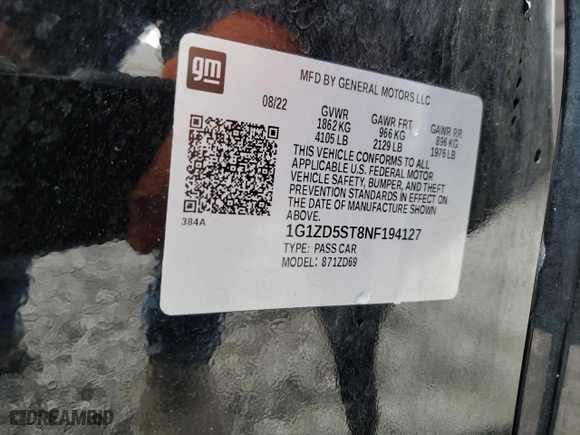 gm
MFD BY GENERAL MOTORS LLC
08/22
GVWR GAWR FRT GAWR RR
1862 KG 966 KG 896 KG
4105 LB 2129 LB 1976 LB
THIS VEHICLE CONFORMS TO ALL
APPLICABLE U.S. FEDERAL MOTOR
VEHICLE SAFETY, BUMPER, AND THEFT
PREVENTION STANDARDS IN EFFECT ON
THE DATE OF MANUFACTURE SHOWN
ABOVE.
384A
1G1ZD5ST8NF194127
TYPE: PASS CAR
MODEL: 871ZD69
DREAMBID